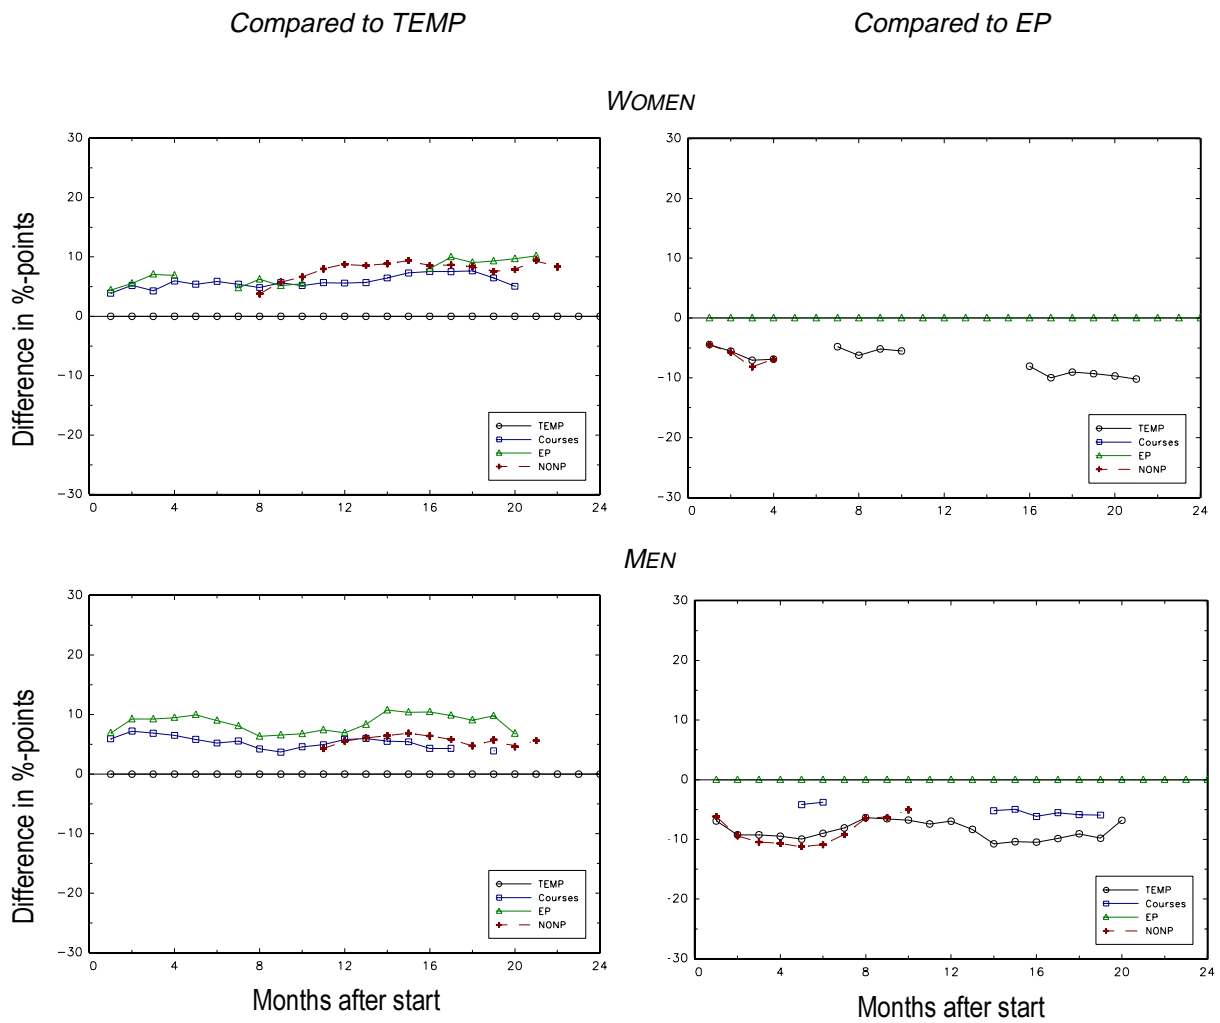 Compared to TEMP
Compared to EP
WOMEN
Difference in %-points
30
20
10
0
-10
-20
-30
0 4 8 12 16 20 24
TEMP
Courses
EP
NONP
30
20
10
0
-10
-20
-30
0 4 8 12 16 20 24
TEMP
Courses
EP
NONP
MEN
Difference in %-points
30
20
10
0
-10
-20
-30
0 4 8 12 16 20 24
TEMP
Courses
EP
NONP
Months after start
30
20
10
0
-10
-20
-30
0 4 8 12 16 20 24
TEMP
Courses
EP
NONP
Months after start